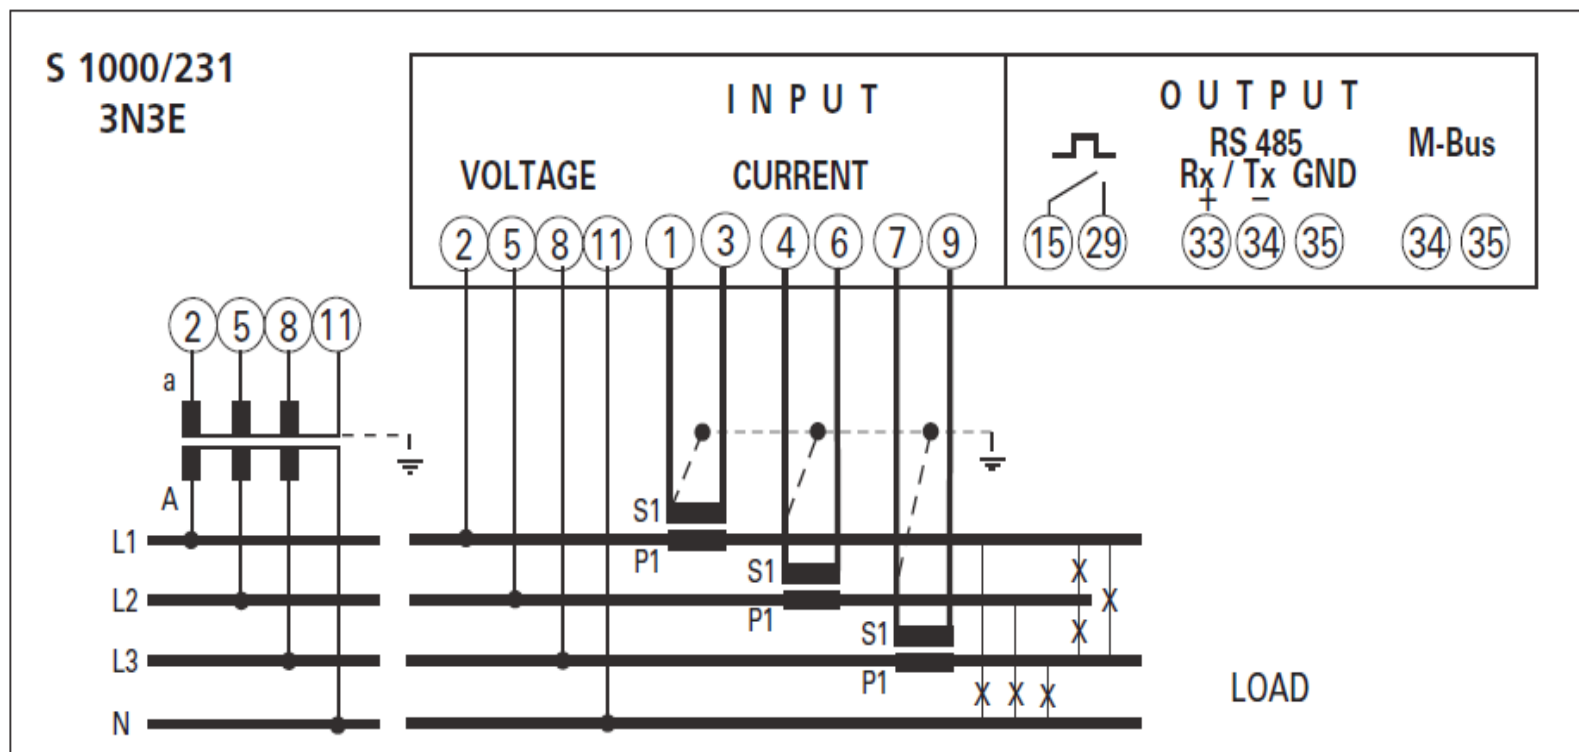 S 1000/231
3N3E
INPUT
OUTPUT
RS 485
M-Bus
VOLTAGE
CURRENT
Rx / Tx GND
+ −
2 5 8 11 1 3 4 6 7 9 15 29 33 34 35 34 35
2 5 8 11
a
A
S1
L1
P1
S1
L2
P1
S1
L3
P1
X X X X X X
LOAD
N